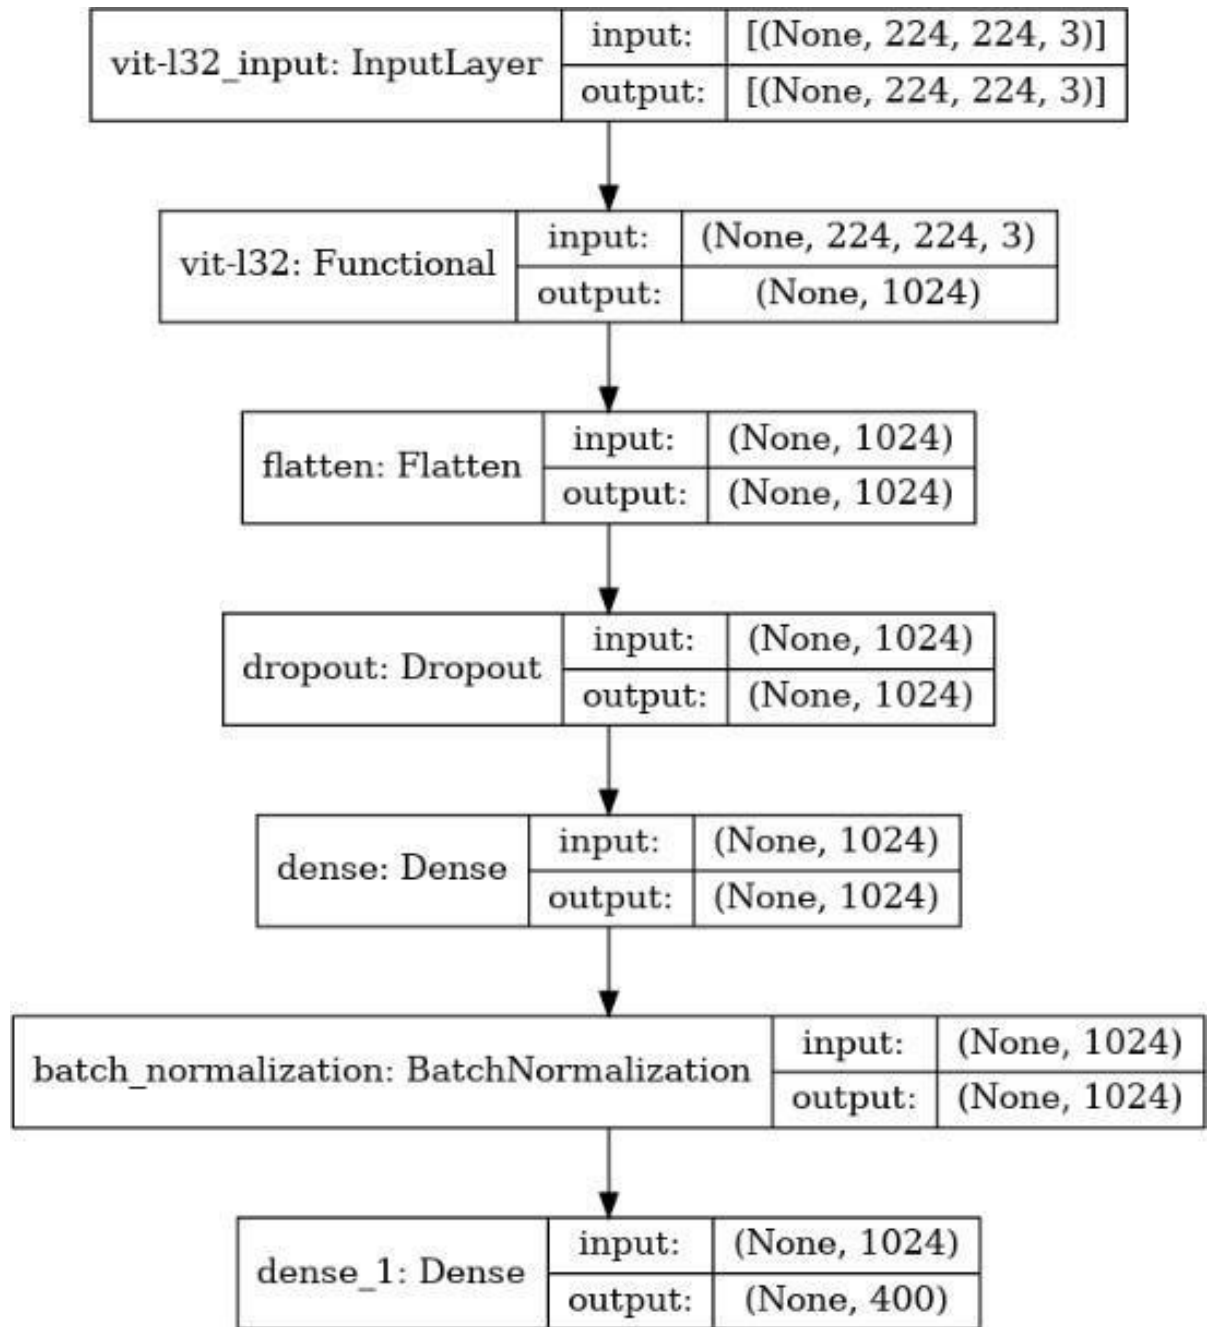 vit-l32_input: InputLayer
input: [(None, 224, 224, 3)]
output: [(None, 224, 224, 3)]
vit-l32: Functional
input: (None, 224, 224, 3)
output: (None, 1024)
flatten: Flatten
input: (None, 1024)
output: (None, 1024)
dropout: Dropout
input: (None, 1024)
output: (None, 1024)
dense: Dense
input: (None, 1024)
output: (None, 1024)
batch_normalization: BatchNormalization
input: (None, 1024)
output: (None, 1024)
dense_1: Dense
input: (None, 1024)
output: (None, 400)